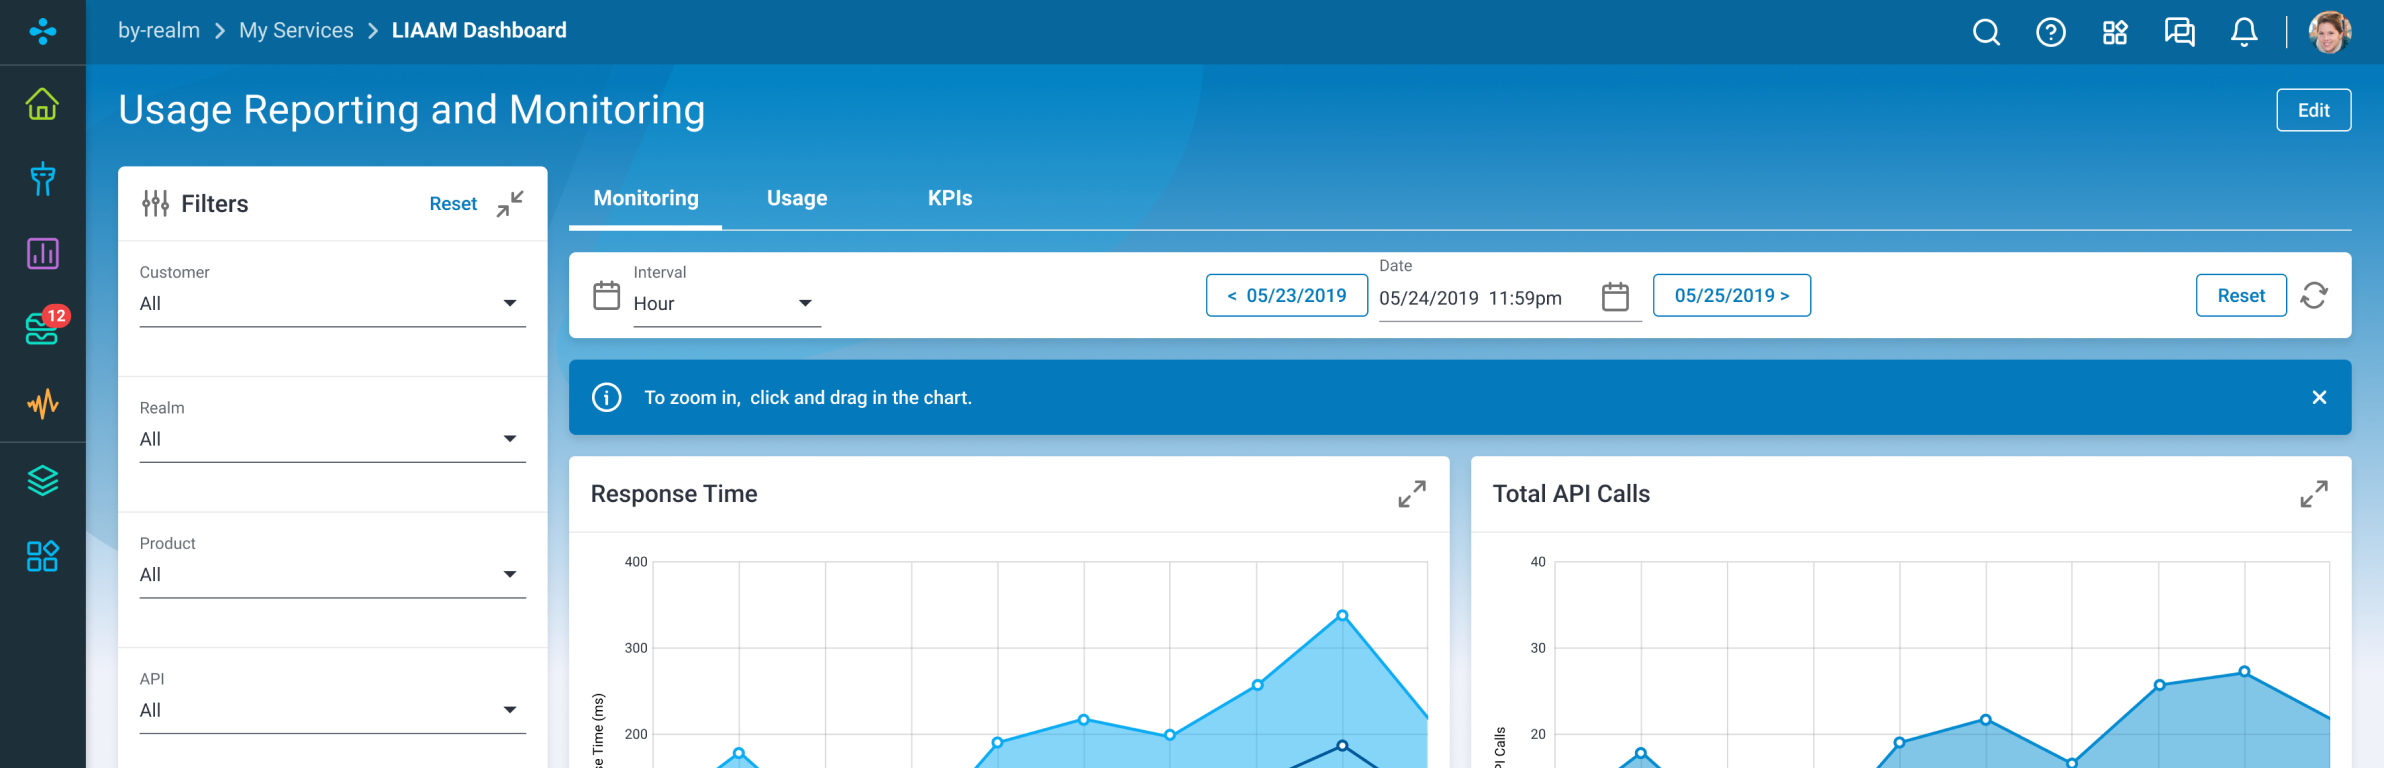 by-realm > My Services > LIAAM Dashboard
Usage Reporting and Monitoring
Edit
12
Filters
Reset
Customer
All
Realm
All
Product
All
API
All
Monitoring
Usage
KPIs
Interval
Hour
< 05/23/2019
Date
05/24/2019 11:59pm
05/25/2019 >
Reset
To zoom in, click and drag in the chart.
Response Time
400
300
200
Time (ms)
Total API Calls
40
30
20
Calls